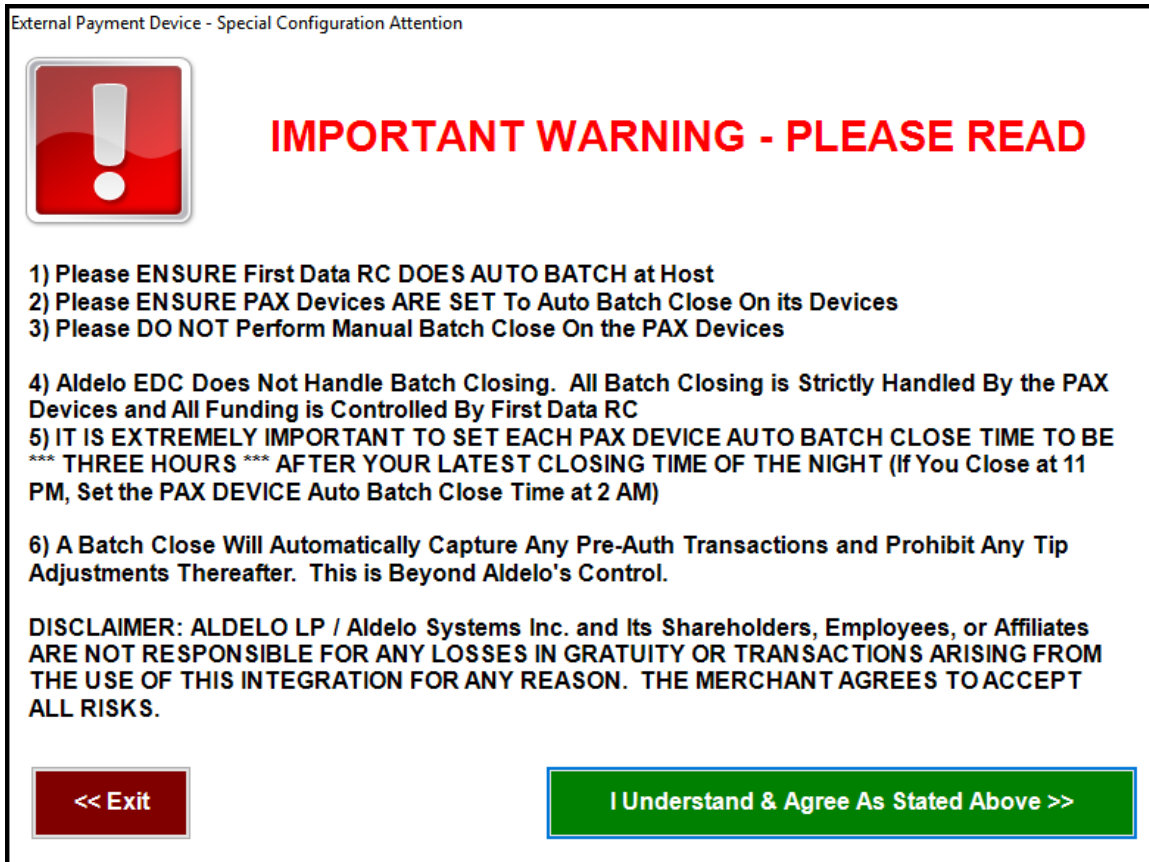 External Payment Device - Special Configuration Attention
IMPORTANT WARNING - PLEASE READ
1) Please ENSURE First Data RC DOES AUTO BATCH at Host
2) Please ENSURE PAX Devices ARE SET To Auto Batch Close On its Devices
3) Please DO NOT Perform Manual Batch Close On the PAX Devices
4) Aldelo EDC Does Not Handle Batch Closing.  All Batch Closing is Strictly Handled By the PAX
Devices and All Funding is Controlled By First Data RC
5) IT IS EXTREMELY IMPORTANT TO SET EACH PAX DEVICE AUTO BATCH CLOSE TIME TO BE
*** THREE HOURS *** AFTER YOUR LATEST CLOSING TIME OF THE NIGHT (If You Close at 11
PM, Set the PAX DEVICE Auto Batch Close Time at 2 AM)
6) A Batch Close Will Automatically Capture Any Pre-Auth Transactions and Prohibit Any Tip
Adjustments Thereafter.  This is Beyond Aldelo's Control.
DISCLAIMER: ALDELO LP / Aldelo Systems Inc. and Its Shareholders, Employees, or Affiliates
ARE NOT RESPONSIBLE FOR ANY LOSSES IN GRATUITY OR TRANSACTIONS ARISING FROM
THE USE OF THIS INTEGRATION FOR ANY REASON.  THE MERCHANT AGREES TO ACCEPT
ALL RISKS.
<< Exit
I Understand & Agree As Stated Above >>